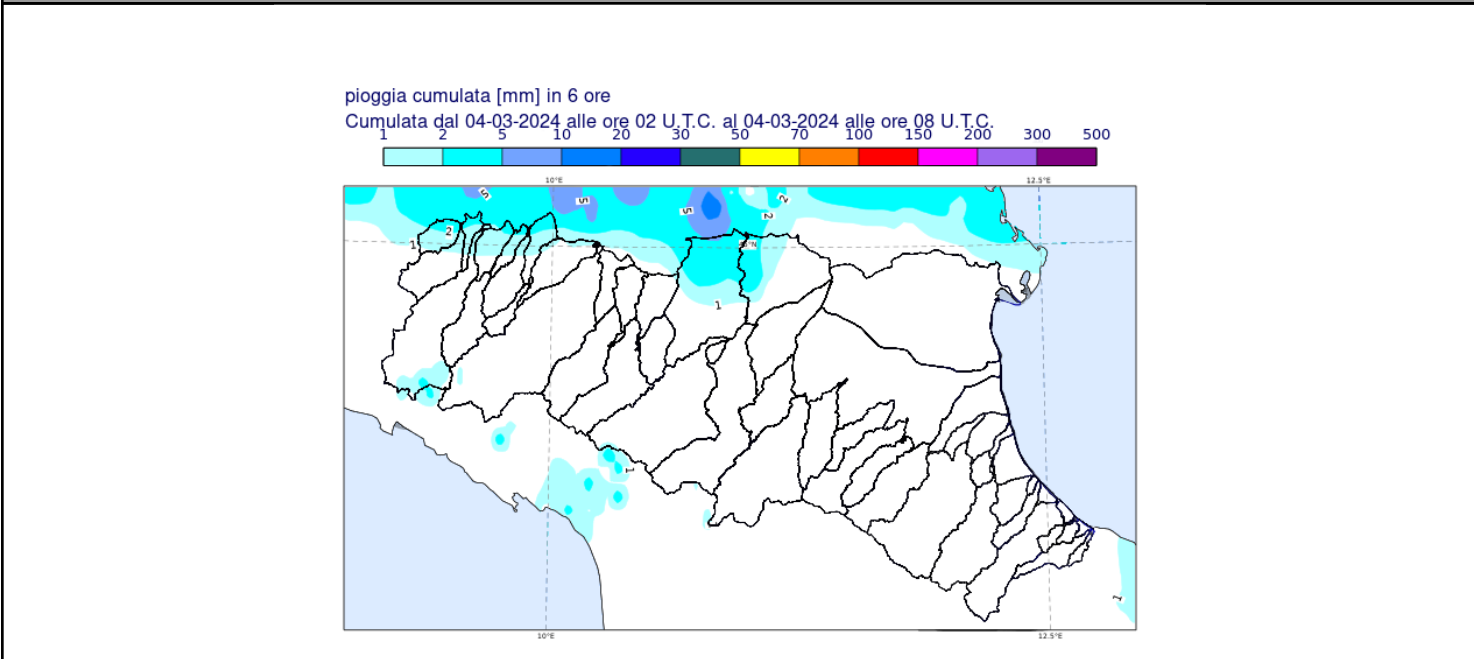 pioggia cumulata [mm] in 6 ore
Cumulata dal 04-03-2024 alle ore 02 U.T.C. al 04-03-2024 alle ore 08 U.T.C.
1 2 5 10 20 30 50 70 100 150 200 300 500
10°E 12.5°E
5 5 5 2 2
1 2
1
1
1
10°E 12.5°E